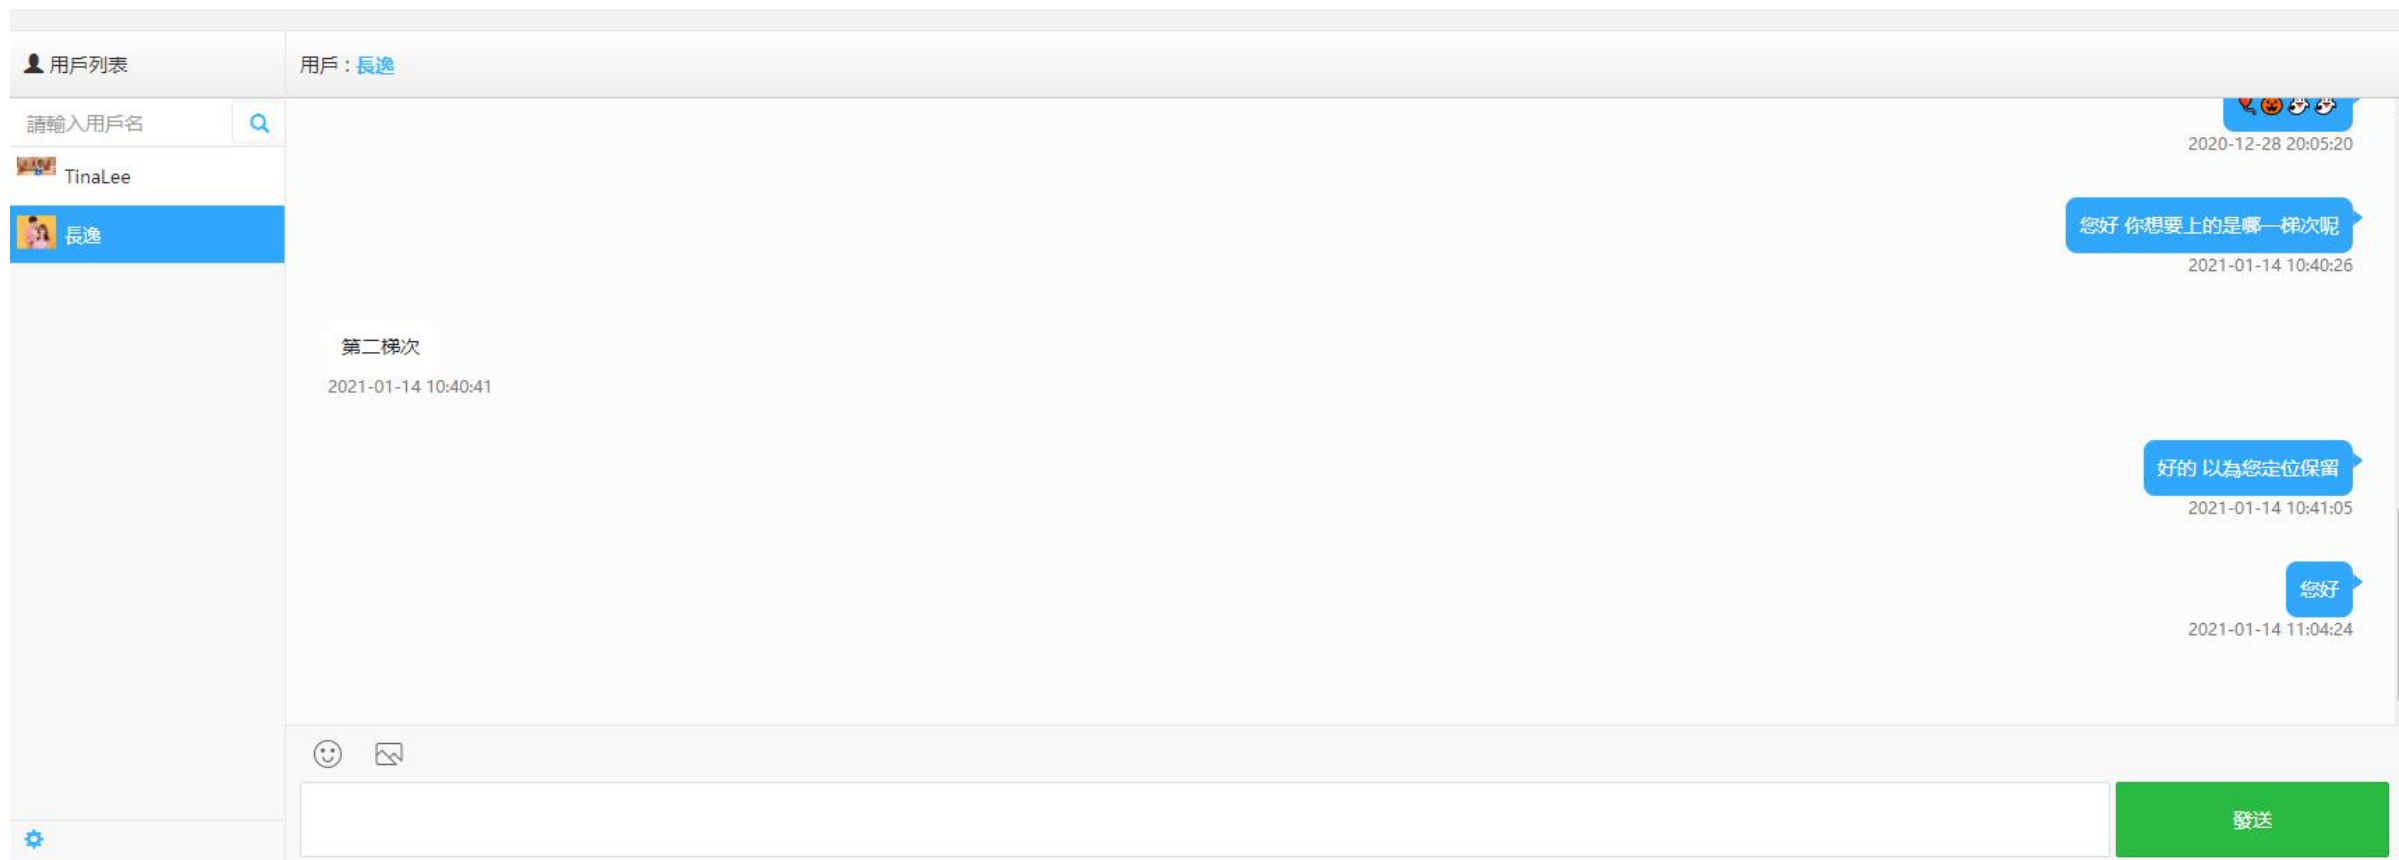 用戶列表
用戶：長逸
請輸入用戶名
TinaLee
長逸
2020-12-28 20:05:20
您好 你想要上的是哪一梯次呢
2021-01-14 10:40:26
第二梯次
2021-01-14 10:40:41
好的 以為您定位保留
2021-01-14 10:41:05
您好
2021-01-14 11:04:24
發送